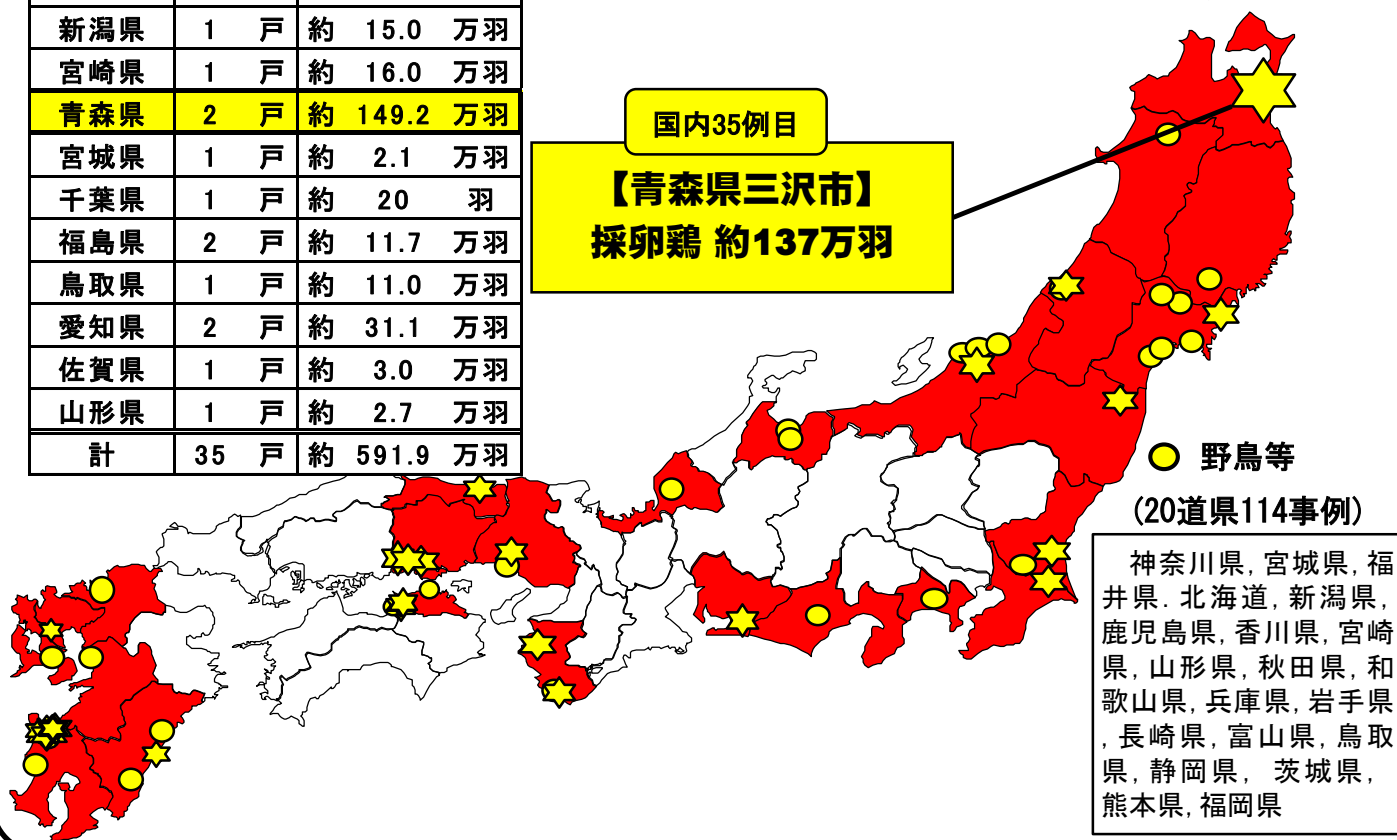 新潟県 1 戸 約 15.0 万羽
宮崎県 1 戸 約 16.0 万羽
青森県 2 戸 約 149.2 万羽
宮城県 1 戸 約 2.1 万羽
千葉県 1 戸 約 20 羽
福島県 2 戸 約 11.7 万羽
鳥取県 1 戸 約 11.0 万羽
愛知県 2 戸 約 31.1 万羽
佐賀県 1 戸 約 3.0 万羽
山形県 1 戸 約 2.7 万羽
計 35 戸 約 591.9 万羽
国内35例目
【青森県三沢市】
採卵鶏 約137万羽
野鳥等
(20道県114事例)
神奈川県, 宮城県, 福
井県. 北海道, 新潟県,
鹿児島県, 香川県, 宮崎
県, 山形県, 秋田県, 和
歌山県, 兵庫県, 岩手県
, 長崎県, 富山県, 鳥取
県, 静岡県, 茨城県,
熊本県, 福岡県